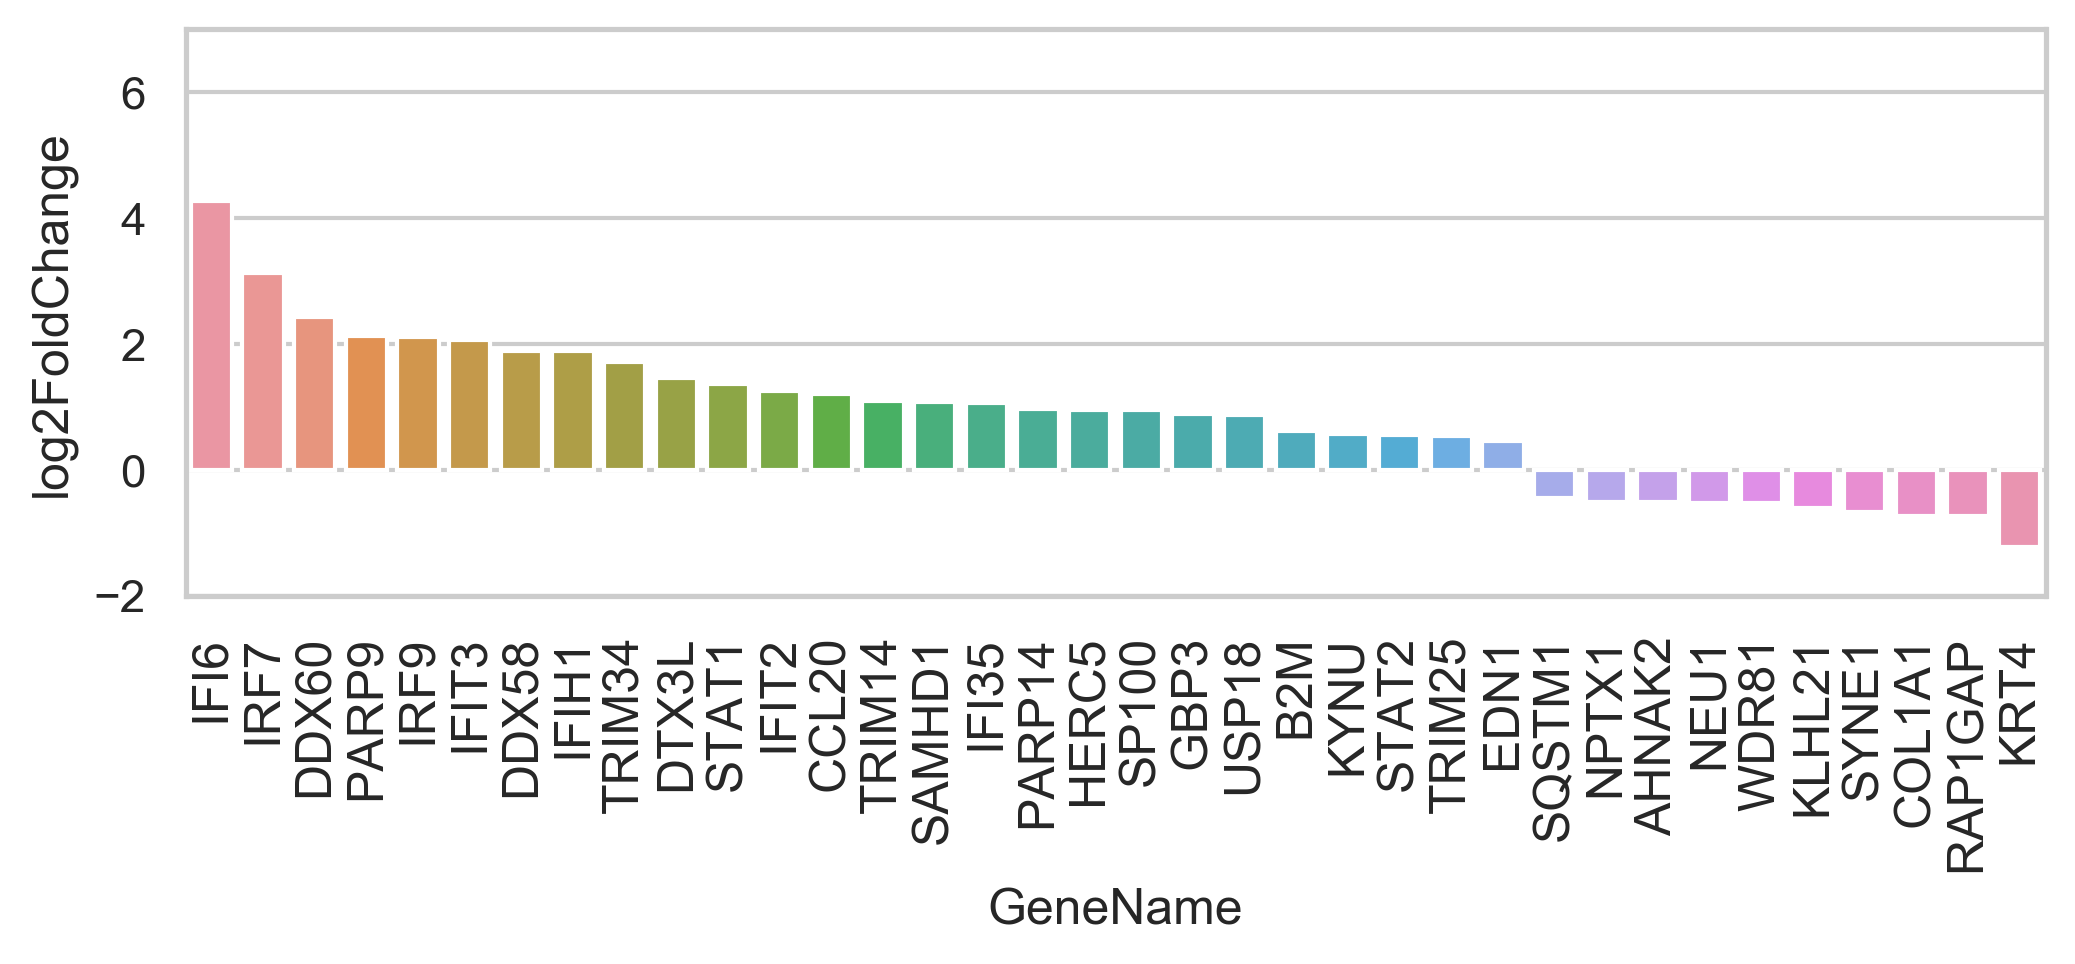 log2FoldChange
6
4
2
0
−2
IFI6
IRF7
DDX60
PARP9
IRF9
IFIT3
DDX58
IFIH1
TRIM34
DTX3L
STAT1
IFIT2
CCL20
TRIM14
SAMHD1
IFI35
PARP14
HERC5
SP100
GBP3
USP18
B2M
KYNU
STAT2
TRIM25
EDN1
SQSTM1
NPTX1
AHNAK2
NEU1
WDR81
KLHL21
SYNE1
COL1A1
RAP1GAP
KRT4
GeneName